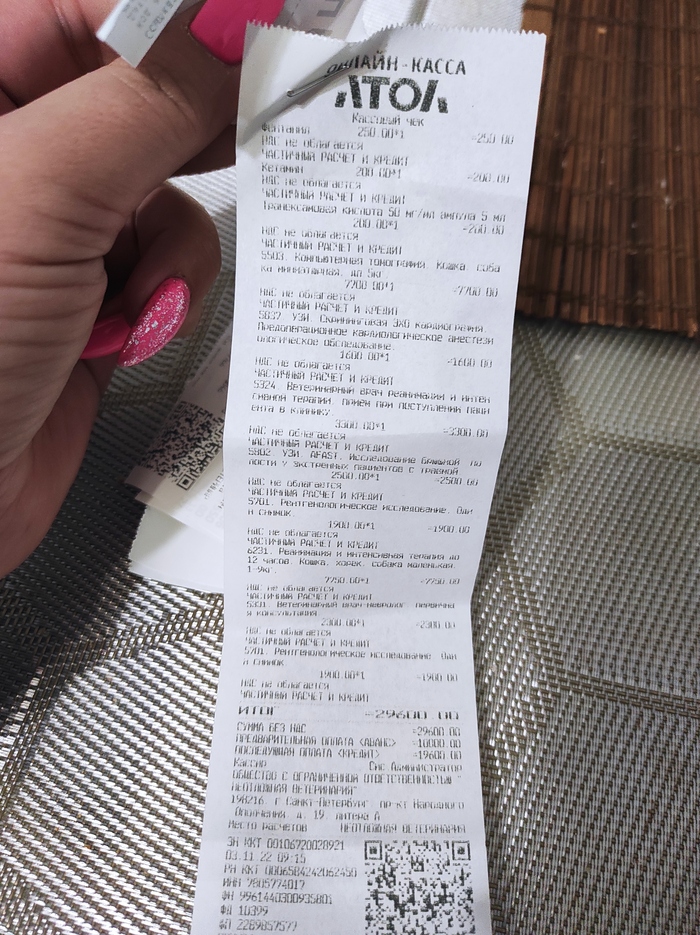 ОНЛАЙН-КАССА
АТОЛ
Кассовый чек
Фентанил 250.00*1 =250.00
НДС не облагается
ЧАСТИЧНЫЙ РАСЧЕТ И КРЕДИТ
Кетамин 200.00*1 =200.00
НДС не облагается
ЧАСТИЧНЫЙ РАСЧЕТ И КРЕДИТ
Транексамовая кислота 50 мг/мл ампула 5 мл
200.00*1 =200.00
НДС не облагается
ЧАСТИЧНЫЙ РАСЧЕТ И КРЕДИТ
5503. Компьютерная томография. Кошка, соба
ка миниатюрная, до 5кг.
7700.00*1 =7700.00
НДС не облагается
ЧАСТИЧНЫЙ РАСЧЕТ И КРЕДИТ
5837. УЗИ. Скрининговая ЭХО кардиография.
Предоперационное кардиологическое анестези
ологическое обследование.
1600.00*1 =1600.00
НДС не облагается
ЧАСТИЧНЫЙ РАСЧЕТ И КРЕДИТ
5324. Ветеринарный врач реанимации и интен
сивной терапии, прием при поступлении паци
ента в клинику.
3300.00*1 =3300.00
НДС не облагается
ЧАСТИЧНЫЙ РАСЧЕТ И КРЕДИТ
5802. УЗИ. AFAST. Исследование брюшной по
лости у экстренных пациентов с травмой.
2500.00*1 =2500.00
НДС не облагается
ЧАСТИЧНЫЙ РАСЧЕТ И КРЕДИТ
5701. Рентгенологическое исследование. Оди
н снимок.
1900.00*1 =1900.00
НДС не облагается
ЧАСТИЧНЫЙ РАСЧЕТ И КРЕДИТ
6231. Реанимация и интенсивная терапия до
12 часов. Кошка, хорек, собака маленькая.
1-9кг.
7750.00*1 =7750.00
НДС не облагается
ЧАСТИЧНЫЙ РАСЧЕТ И КРЕДИТ
5301. Ветеринарный врач-невролог, первична
я консультация.
2300.00*1 =2300.00
НДС не облагается
ЧАСТИЧНЫЙ РАСЧЕТ И КРЕДИТ
5701. Рентгенологическое исследование. Оди
н снимок.
1900.00*1 =1900.00
НДС не облагается
ЧАСТИЧНЫЙ РАСЧЕТ И КРЕДИТ
ИТОГ =29600.00
СУММА БЕЗ НДС =29600.00
ПРЕДВАРИТЕЛЬНАЯ ОПЛАТА (АВАНС) =10000.00
ПОСЛЕДУЮЩАЯ ОПЛАТА (КРЕДИТ) =19600.00
Кассир Сис.Администратор
ОБЩЕСТВО С ОГРАНИЧЕННОЙ ОТВЕТСТВЕННОСТЬЮ "
НЕОТЛОЖНАЯ ВЕТЕРИНАРИЯ"
198216, г. Санкт-Петербург, пр-кт Народного
Ополчения, д. 19, литера А
Место расчетов НЕОТЛОЖНАЯ ВЕТЕРИНАРИЯ
ЗН ККТ 00106720028921
03.11.22 09:15
РН ККТ 0006584242062450
ИНН 7805774017
ФН 9961440300935801
ФД 10399
ФП 2289857577